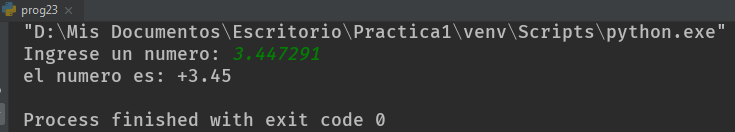 prog23
"D:\Mis Documentos\Escritorio\Practica1\venv\Scripts\python.exe"
Ingrese un numero: 3.447291
el numero es: +3.45
Process finished with exit code 0